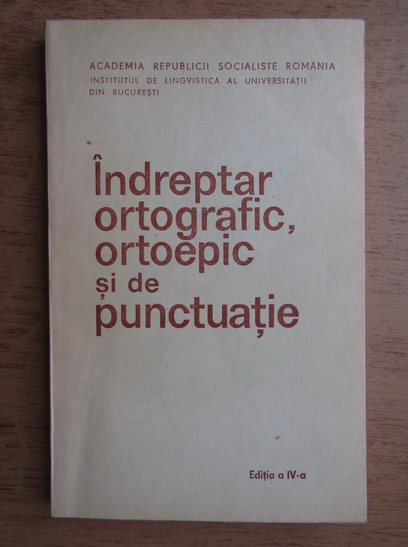 ACADEMIA REPUBLICII SOCIALISTE ROMÂNIA
INSTITUTUL DE LINGVISTICĂ AL UNIVERSITĂȚII
DIN BUCUREȘTI
Îndreptar
ortografic,
ortoepic
și de
punctuație
Ediția a IV-a